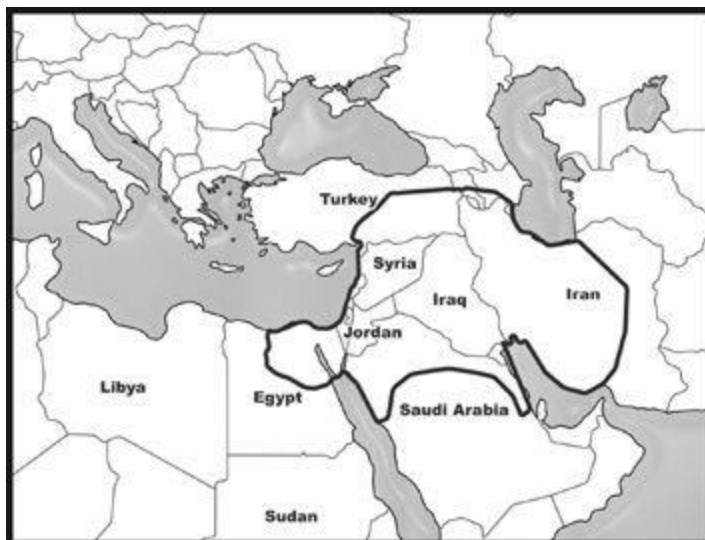 Turkey
Syria
Iraq
Iran
Jordan
Libya
Egypt
Saudi Arabia
Sudan